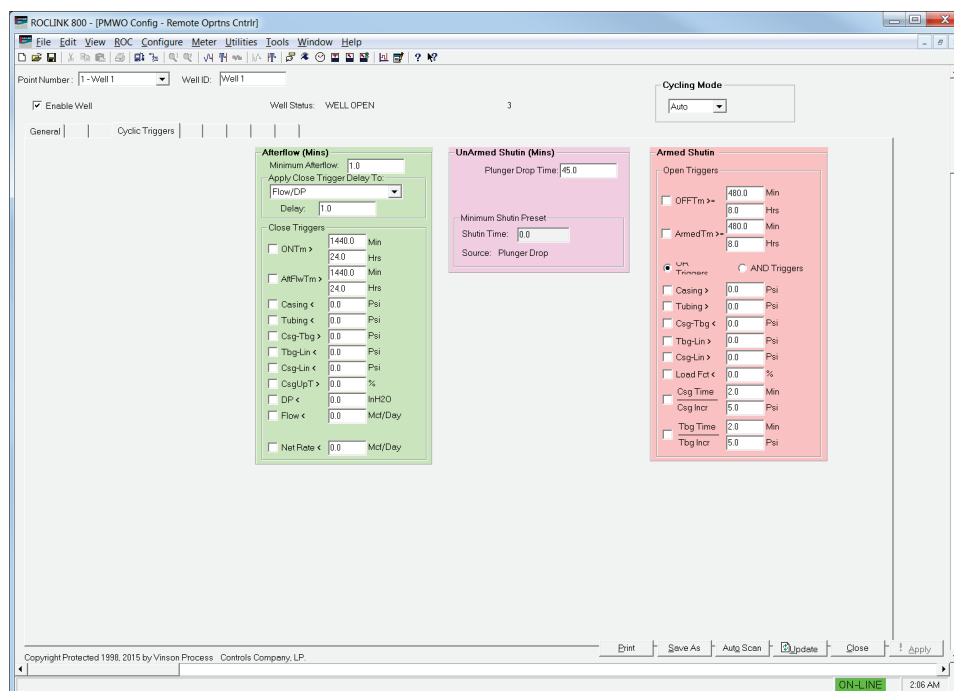 ROCLINK 800 - [PMWO Config - Remote Oprtns Cntrlr]
File Edit View ROC Configure Meter Utilities Tools Window Help
Point Number: 1 - Well 1 Well ID: Well 1
Enable Well Well Status: WELL OPEN 3
Cycling Mode
Auto
General Cyclic Triggers
Afterflow (Mins)
Minimum Afterflow: 1.0
Apply Close Trigger Delay To:
Flow/DP
Delay: 1.0
Close Triggers
ONTm > 1440.0 Min
24.0 Hrs
AftFlwTm > 1440.0 Min
24.0 Hrs
Casing < 0.0 Psi
Tubing < 0.0 Psi
Csg-Tbg > 0.0 Psi
Tbg-Lin < 0.0 Psi
Csg-Lin < 0.0 Psi
CsgUpT > 0.0 %
DP < 0.0 InH2O
Flow < 0.0 Mcf/Day
Net Rate < 0.0 Mcf/Day
UnArmed Shutin (Mins)
Plunger Drop Time: 45.0
Minimum Shutin Preset
Shutin Time: 0.0
Source: Plunger Drop
Armed Shutin
Open Triggers
OFFTm >= 480.0 Min
8.0 Hrs
ArmedTm >= 480.0 Min
8.0 Hrs
OR Triggers AND Triggers
Casing > 0.0 Psi
Tubing > 0.0 Psi
Csg-Tbg < 0.0 Psi
Tbg-Lin > 0.0 Psi
Csg-Lin > 0.0 Psi
Load Fct < 0.0 %
Csg Time 2.0 Min
Csg Incr 5.0 Psi
Tbg Time 2.0 Min
Tbg Incr 5.0 Psi
Print Save As Auto Scan Update Close ! Apply
Copyright Protected 1998, 2015 by Vinson Process Controls Company, LP.
ON-LINE 2:06 AM